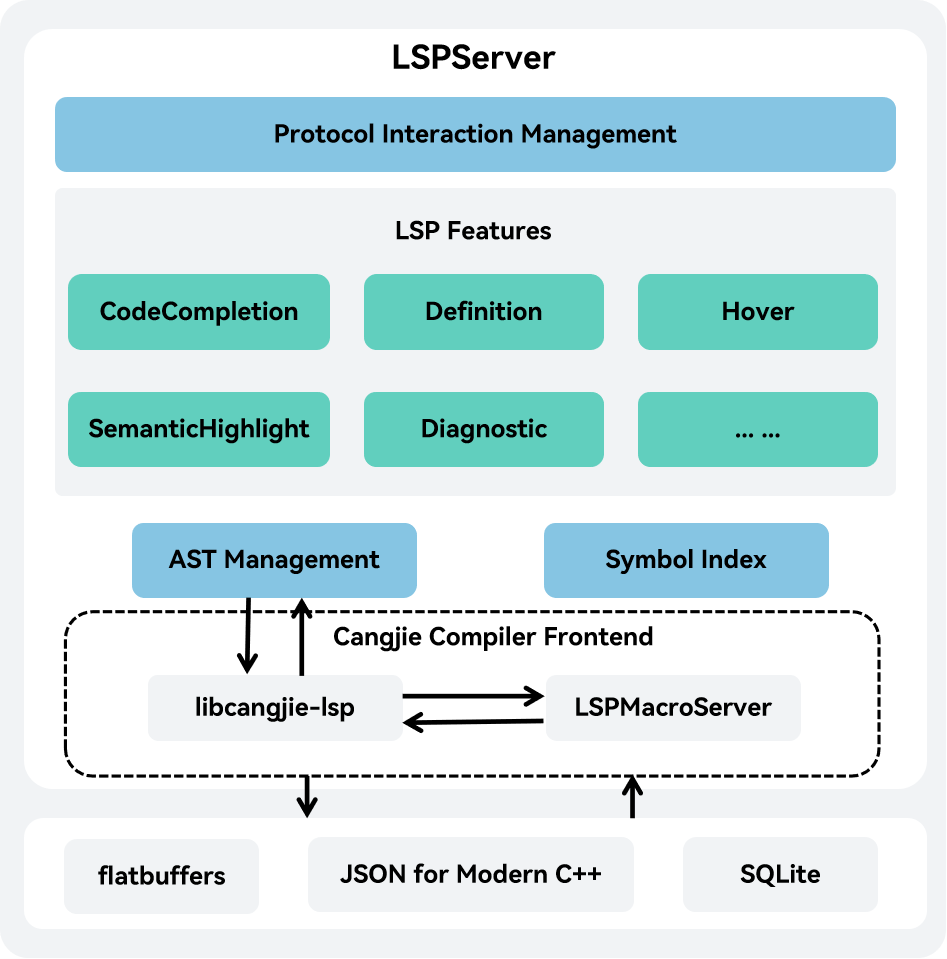 LSPServer
Protocol Interaction Management
LSP Features
CodeCompletion
Definition
Hover
SemanticHighlight
Diagnostic
... ...
AST Management
Symbol Index
Cangjie Compiler Frontend
libcangjie-lsp
LSPMacroServer
flatbuffers
JSON for Modern C++
SQLite